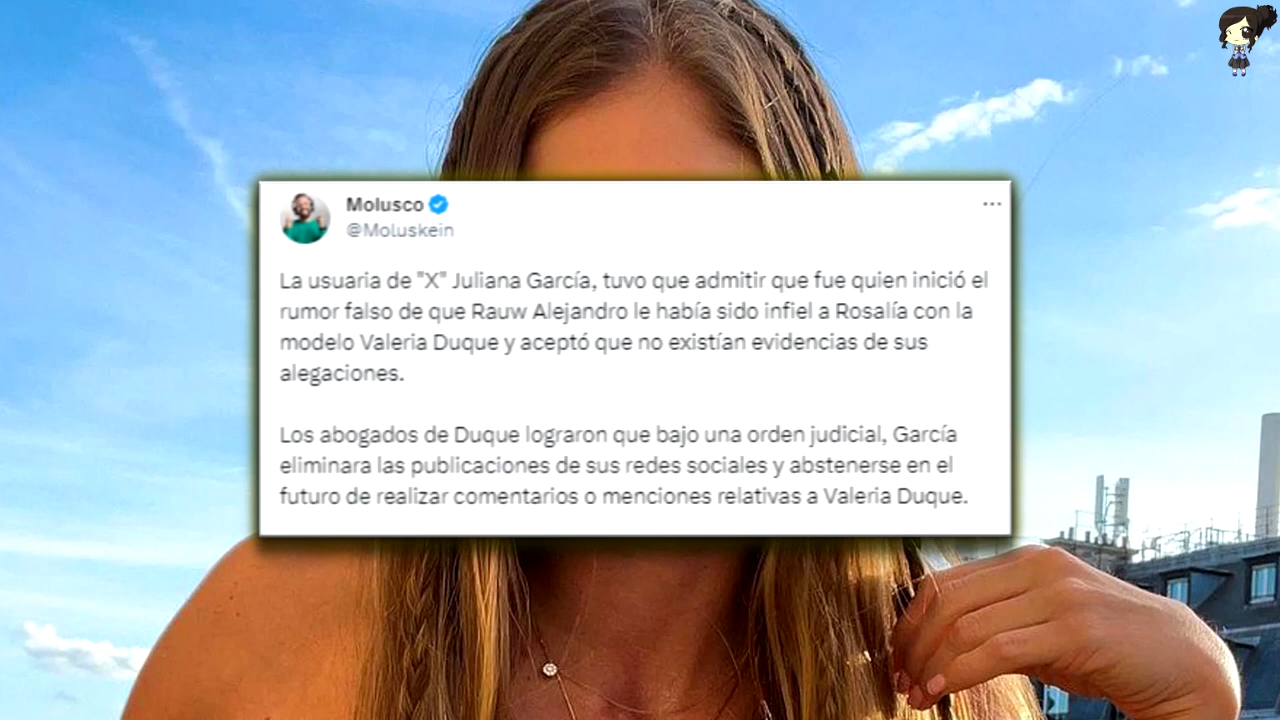 Molusco
@Moluskein
La usuaria de "X" Juliana García, tuvo que admitir que fue quien inició el
rumor falso de que Rauw Alejandro le había sido infiel a Rosalía con la
modelo Valeria Duque y aceptó que no existían evidencias de sus
alegaciones.
Los abogados de Duque lograron que bajo una orden judicial, García
eliminara las publicaciones de sus redes sociales y abstenerse en el
futuro de realizar comentarios o menciones relativas a Valeria Duque.